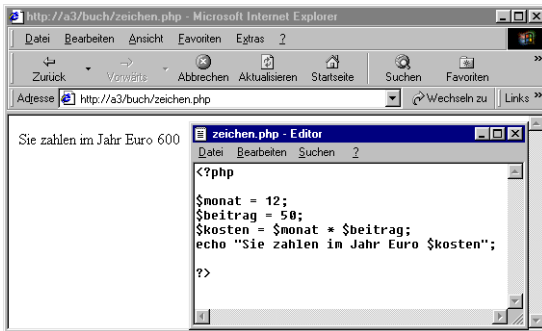 http://a3/buch/zeichen.php - Microsoft Internet Explorer
Datei Bearbeiten Ansicht Favoriten Extras ?
Zurück Vorwärts Abbrechen Aktualisieren Startseite Suchen Favoriten »
Adresse http://a3/buch/zeichen.php Wechseln zu Links »
Sie zahlen im Jahr Euro 600
zeichen.php - Editor
Datei Bearbeiten Suchen ?
<?php
$monat = 12;
$beitrag = 50;
$kosten = $monat * $beitrag;
echo "Sie zahlen im Jahr Euro $kosten";
?>